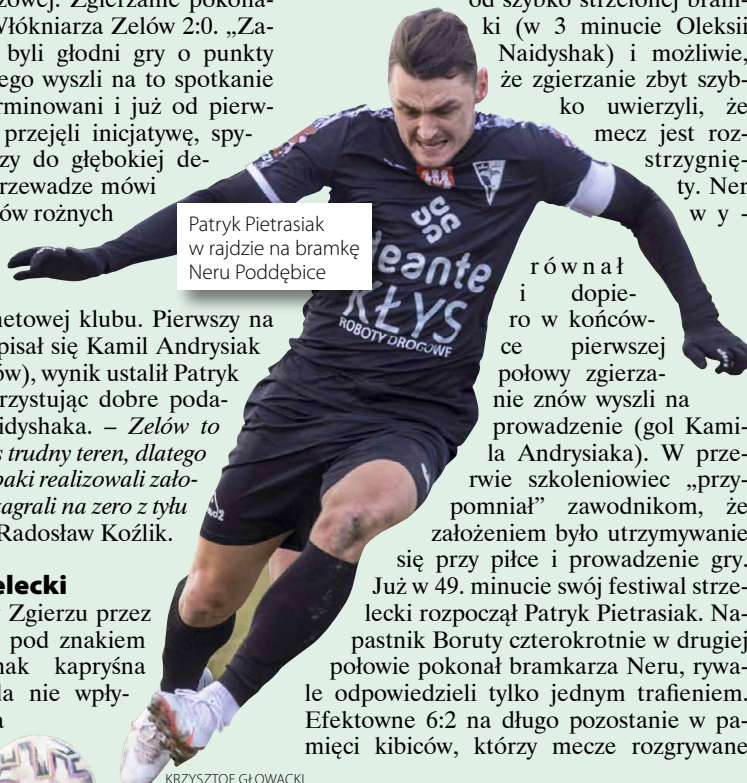 zowej. Zgierzanie pokona-
Włókniarza Zelów 2:0. „Za-
byli głodni gry o punkty
ego wyszli na to spotkanie
rminowani i już od pierw-
przejęli inicjatywę, spy-
zy do głębokiej de-
rzewadze mówi
ów rożnych
netowej klubu. Pierwszy na
pisał się Kamil Andrysiak
ów), wynik ustalił Patryk
rzystując dobre poda-
idyshaka. – Zelów to
s trudny teren, dlatego
paki realizowali zało-
zagrali na zero z tyłu
Radosław Koźlik.
elecki
Zgierzu przez
pod znakiem
nak kapryśna
da nie wpły-
a
Patryk Pietrasiak
w rajdzie na bramkę
Neru Poddębice
deante
KŁYS
ROBOTY DROGOWE
KRZYSZTOF GŁOWACKI
od szybko strzelonej bram-
ki (w 3 minucie Oleksii
Naidyshak) i możliwie,
że zgierzanie zbyt szyb-
ko uwierzyli, że
mecz jest roz-
strzygnię-
ty. Ner
wy-
równał
i dopie-
ro w końców-
ce pierwszej
połowy zgierza-
nie znów wyszli na
prowadzenie (gol Kami-
la Andrysiaka). W prze-
rwie szkoleniowiec „przy-
pomniał” zawodnikom, że
założeniem było utrzymywanie
się przy piłce i prowadzenie gry.
Już w 49. minucie swój festiwal strze-
lecki rozpoczął Patryk Pietrasiak. Na-
pastnik Boruty czterokrotnie w drugiej
połowie pokonał bramkarza Neru, rywa-
le odpowiedzieli tylko jednym trafieniem.
Efektowne 6:2 na długo pozostanie w pa-
mięci kibiców, którzy mecze rozgrywane